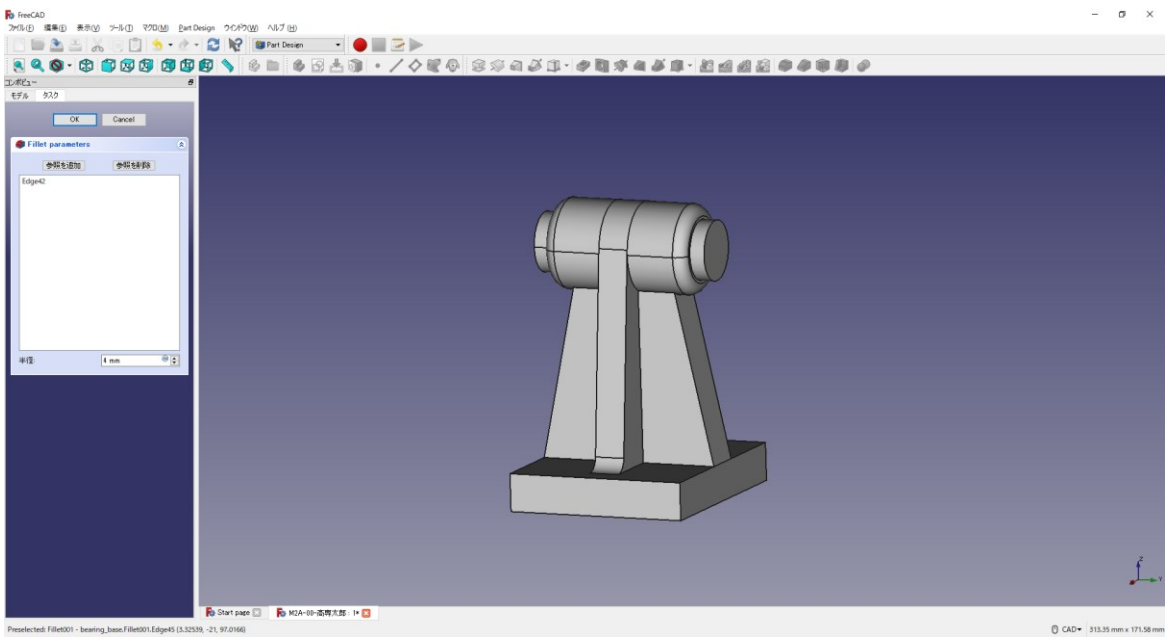 FreeCAD
ファイル(F) 編集(E) 表示(V) ツール(T) マクロ(M) Part Design ウインドウ(W) ヘルプ(H)
Part Design
コンボビュー
モデル タスク
OK Cancel
Fillet parameters
参照を追加 参照を削除
Edge42
半径: 4 mm
Z
Y
Start page M2A-00-高専太郎 : 1*
Preselected: Fillet001 - bearing_base.Fillet001.Edge45 (3.32539, -21, 97.0166) CAD 313.35 mm x 171.58 mm